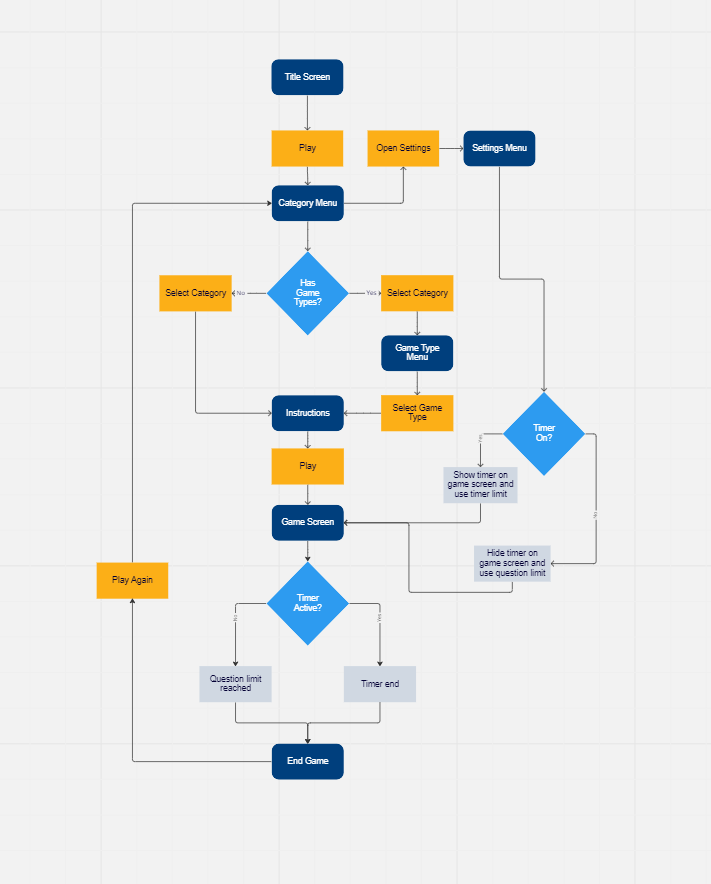 Title Screen
Play
Open Settings
Settings Menu
Category Menu
Has
Game
Types?
No
Yes
Select Category
Select Category
Game Type
Menu
Instructions
Select Game
Type
Timer
On?
Yes
No
Play
Show timer on
game screen and
use timer limit
Game Screen
Hide timer on
game screen and
use question limit
Play Again
Timer
Active?
No
Yes
Question limit
reached
Timer end
End Game